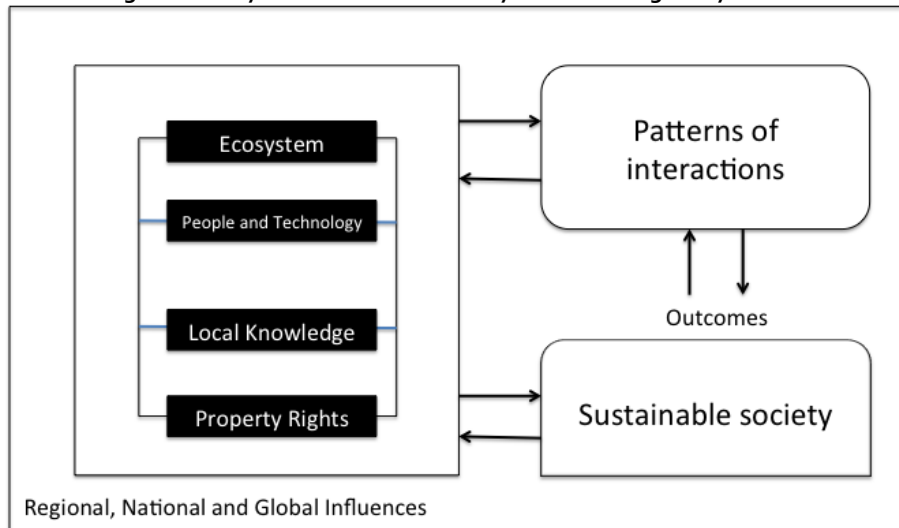 Ecosystem
People and Technology
Local Knowledge
Property Rights
Patterns of
interactions
Outcomes
Sustainable society
Regional, National and Global Influences